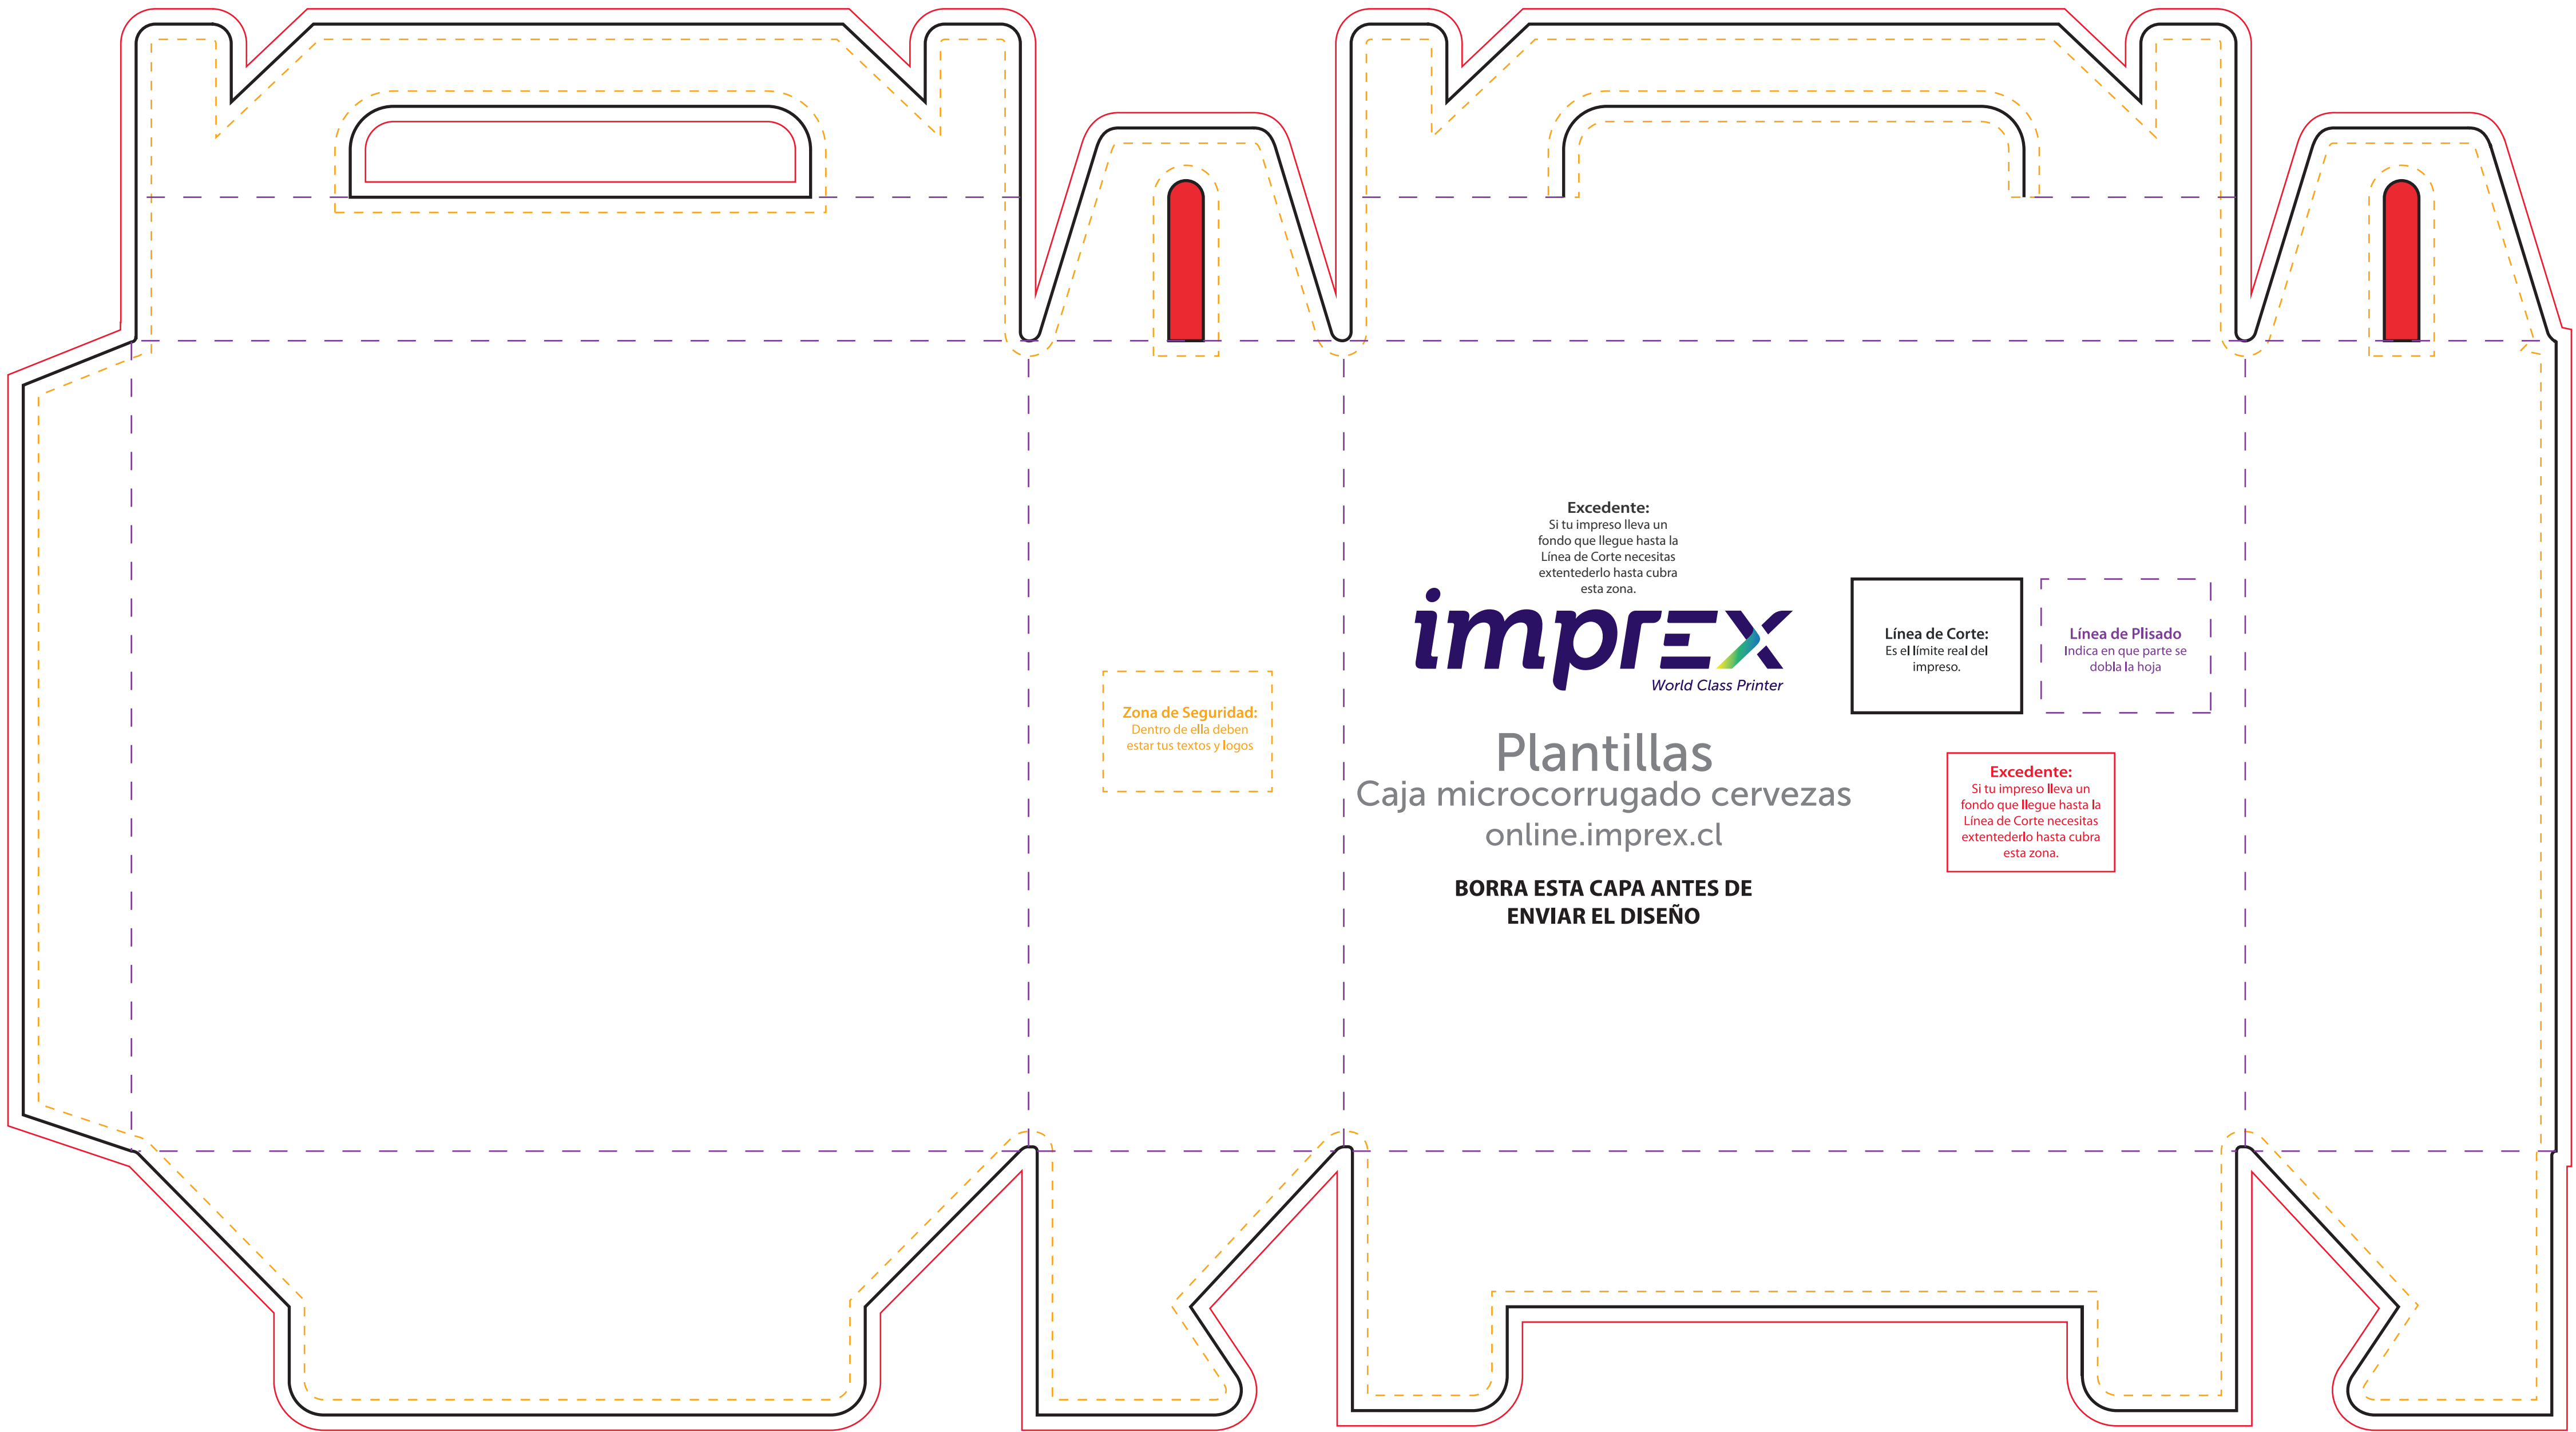 Excedente:
Si tu impreso lleva un
fondo que llegue hasta la
Línea de Corte necesitas
extentederlo hasta cubra
esta zona.
imprEX
World Class Printer
Línea de Corte:
Es el límite real del
impreso.
Línea de Plisado
Indica en que parte se
dobla la hoja
Zona de Seguridad:
Dentro de ella deben
estar tus textos y logos
Plantillas
Caja microcorrugado cervezas
online.imprex.cl
Excedente:
Si tu impreso lleva un
fondo que llegue hasta la
Línea de Corte necesitas
extentederlo hasta cubra
esta zona.
BORRA ESTA CAPA ANTES DE
ENVIAR EL DISEÑO